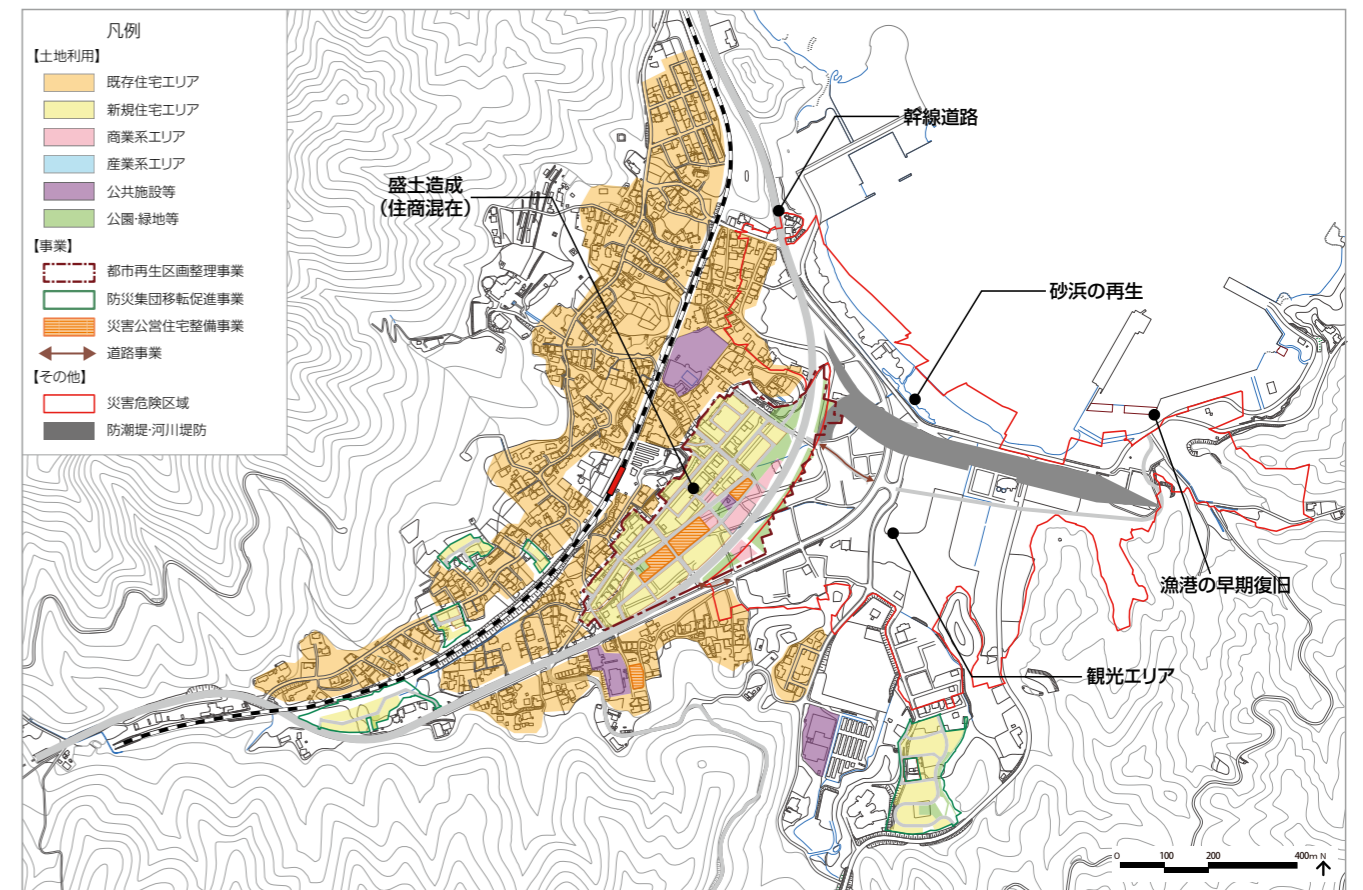 凡例
【土地利用】
既存住宅エリア
新規住宅エリア
商業系エリア
産業系エリア
公共施設等
公園・緑地等
【事業】
都市再生区画整理事業
防災集団移転促進事業
災害公営住宅整備事業
道路事業
【その他】
災害危険区域
防潮堤・河川堤防
幹線道路
盛土造成
（住商混在）
砂浜の再生
漁港の早期復旧
観光エリア
0 100 200 400m N